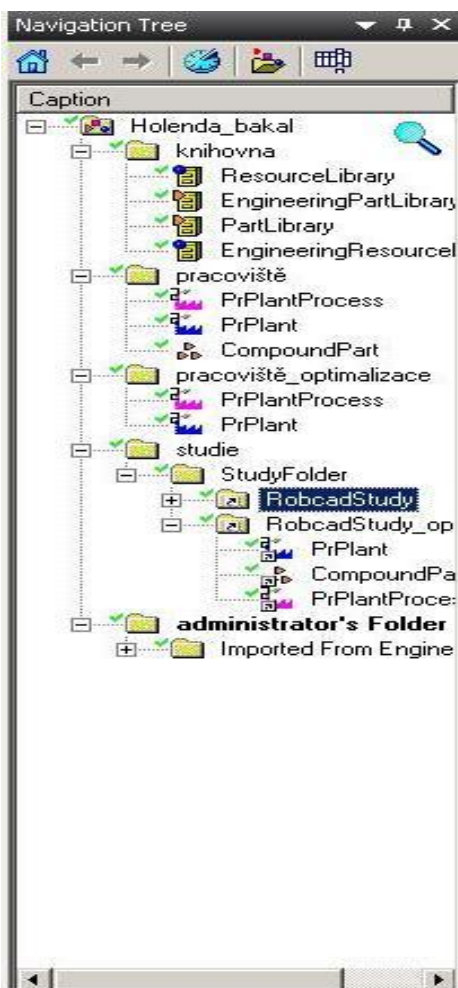 Navigation Tree
Caption
Holenda_bakal
knihovna
ResourceLibrary
EngineeringPartLibrary
PartLibrary
EngineeringResourcel
pracoviště
PrPlantProcess
PrPlant
CompoundPart
pracoviště_optimalizace
PrPlantProcess
PrPlant
studie
StudyFolder
RobcadStudy
RobcadStudy_op
PrPlant
CompoundPa
PrPlantProce
administrator's Folder
Imported From Engine